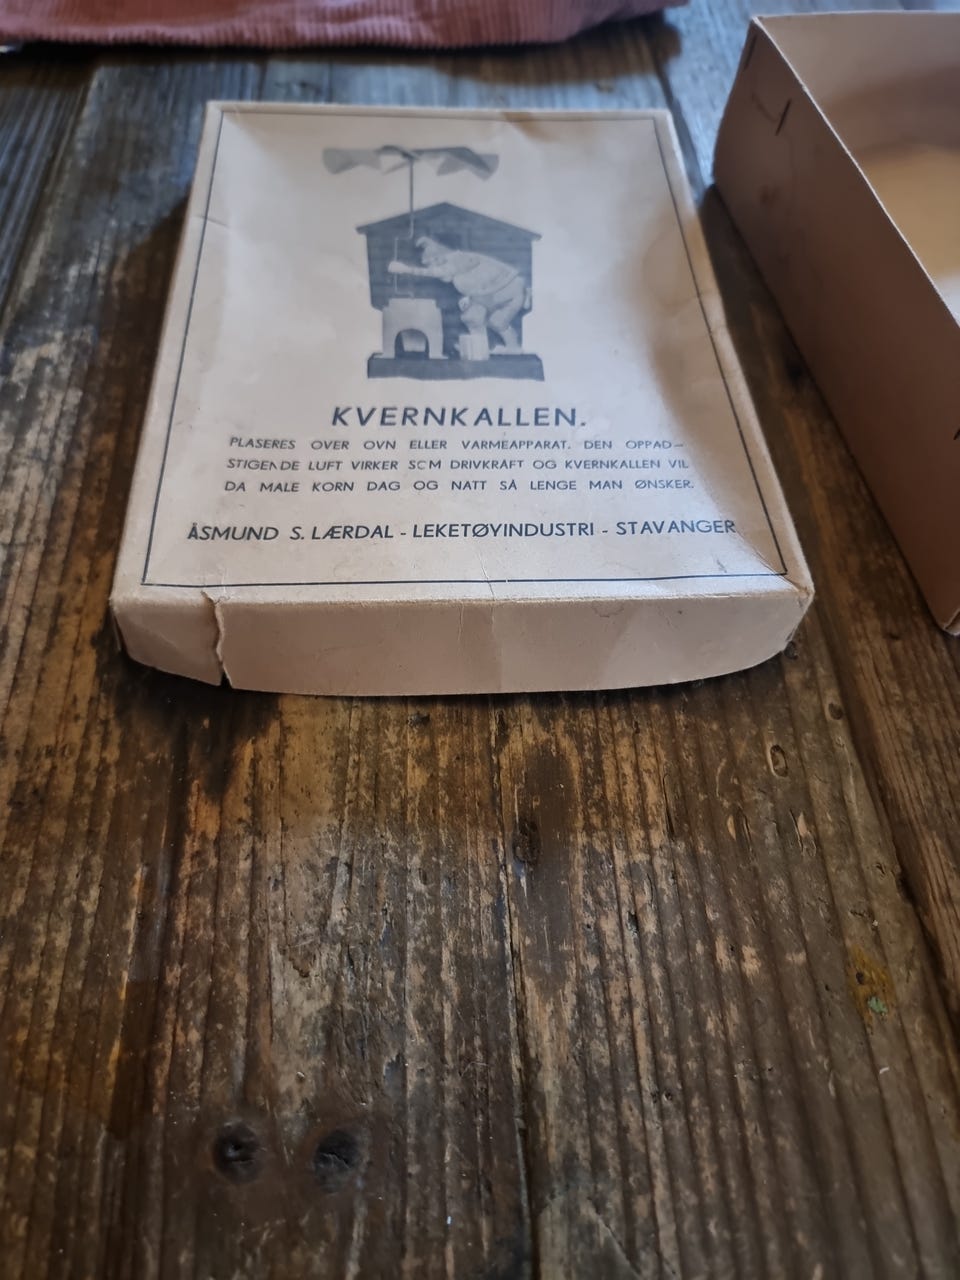 KVERNKALLEN.
PLASERES OVER OVN ELLER VARMEAPPARAT. DEN OPPAD-
STIGENDE LUFT VIRKER SOM DRIVKRAFT OG KVERNKALLEN VIL
DA MALE KORN DAG OG NATT SÅ LENGE MAN ØNSKER.
ÅSMUND S. LÆRDAL - LEKETØYINDUSTRI - STAVANGER